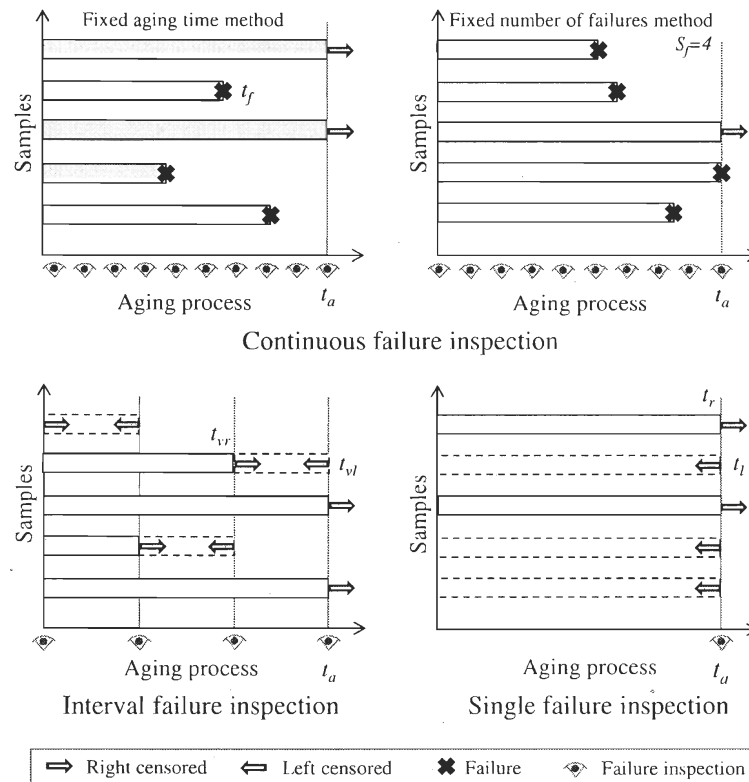 Fixed aging time method
Samples
t_f
Aging process
t_a
Fixed number of failures method
S_f=4
Samples
Aging process
t_a
Continuous failure inspection
Samples
t_vr
t_vl
Aging process
t_a
Interval failure inspection
Samples
t_r
t_l
Aging process
t_a
Single failure inspection
Right censored
Left censored
Failure
Failure inspection